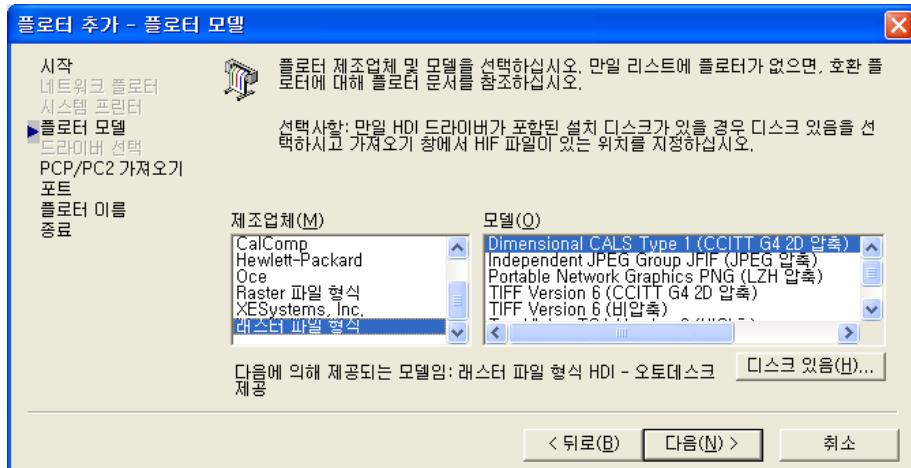 플로터 추가 - 플로터 모델
시작
네트워크 플로터
시스템 프린터
플로터 모델
드라이버 선택
PCP/PC2 가져오기
포트
플로터 이름
종료
플로터 제조업체 및 모델을 선택하십시오. 만일 리스트에 플로터가 없으면, 호환 플
로터에 대해 플로터 문서를 참조하십시오.
선택사항: 만일 HDI 드라이버가 포함된 설치 디스크가 있을 경우 디스크 있음을 선
택하시고 가져오기 창에서 HIF 파일이 있는 위치를 지정하십시오.
제조업체(M)
CalComp
Hewlett-Packard
Oce
Raster 파일 형식
XESystems, Inc.
래스터 파일 형식
모델(O)
Dimensional CALS Type 1 (CCITT G4 2D 압축)
Independent JPEG Group JFIF (JPEG 압축)
Portable Network Graphics PNG (LZH 압축)
TIFF Version 6 (CCITT G4 2D 압축)
TIFF Version 6 (비압축)
다음에 의해 제공되는 모델임: 래스터 파일 형식 HDI - 오토데스크
제공
디스크 있음(H)...
< 뒤로(B)
다음(N) >
취소